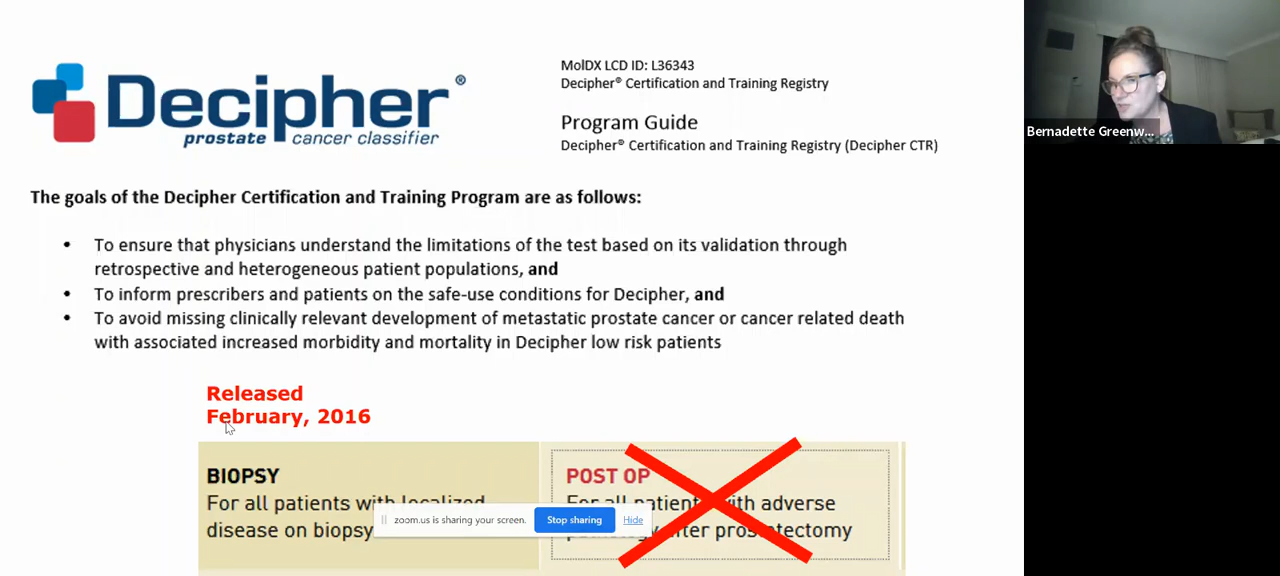 Decipher®
prostate cancer classifier
MolDX LCD ID: L36343
Decipher® Certification and Training Registry
Program Guide
Decipher® Certification and Training Registry (Decipher CTR)
Bernadette Greenw...
The goals of the Decipher Certification and Training Program are as follows:
• To ensure that physicians understand the limitations of the test based on its validation through
retrospective and heterogeneous patient populations, and
• To inform prescribers and patients on the safe-use conditions for Decipher, and
• To avoid missing clinically relevant development of metastatic prostate cancer or cancer related death
with associated increased morbidity and mortality in Decipher low risk patients
Released
February, 2016
BIOPSY
For all patients with localized
disease on biopsy
POST OP
For all patients with adverse
pathology after prostatectomy
zoom.us is sharing your screen.
Stop sharing
Hide